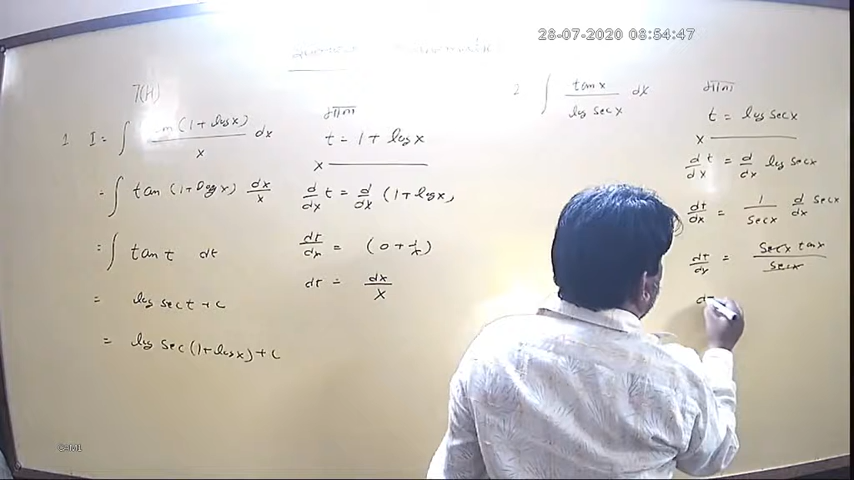 28-07-2020 08:54:47
7(H)
1 I = ∫ (1 + log x) / x dx
= ∫ tan (1 + log x) dx/x
= ∫ tan t dt
= log sec t + c
= log sec (1 + log x) + c
मान
t = 1 + log x
x
d/dx t = d/dx (1 + log x)
dt/dx = (0 + 1/x)
dt = dx/x
2 ∫ tan x / log sec x dx
मान
t = log sec x
x
d/dx t = d/dx log sec x
dt/dx = 1/sec x d/dx sec x
dt/dx = sec x tan x / sec x
CAM1